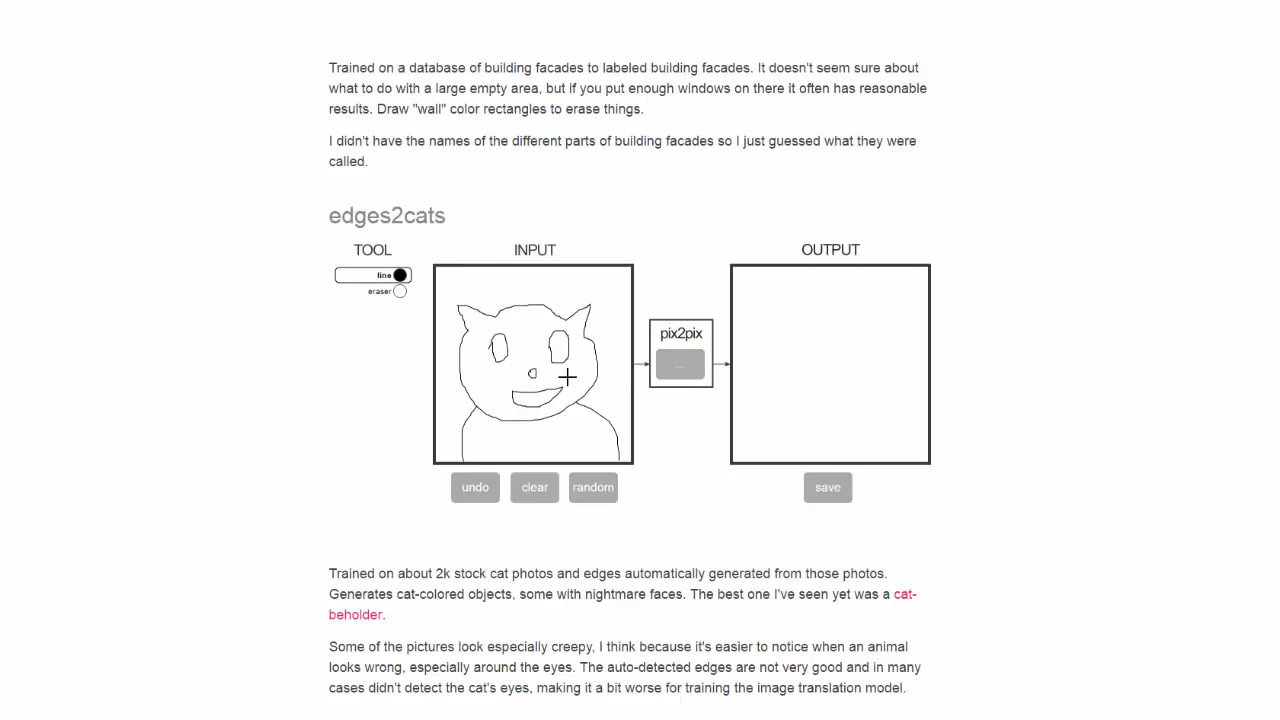 Trained on a database of building facades to labeled building facades. It doesn't seem sure about
what to do with a large empty area, but if you put enough windows on there it often has reasonable
results. Draw "wall" color rectangles to erase things.
I didn't have the names of the different parts of building facades so I just guessed what they were
called.
edges2cats
TOOL
INPUT
OUTPUT
line
eraser
pix2pix
...
undo
clear
random
save
Trained on about 2k stock cat photos and edges automatically generated from those photos.
Generates cat-colored objects, some with nightmare faces. The best one I've seen yet was a cat-
beholder.
Some of the pictures look especially creepy, I think because it's easier to notice when an animal
looks wrong, especially around the eyes. The auto-detected edges are not very good and in many
cases didn't detect the cat's eyes, making it a bit worse for training the image translation model.